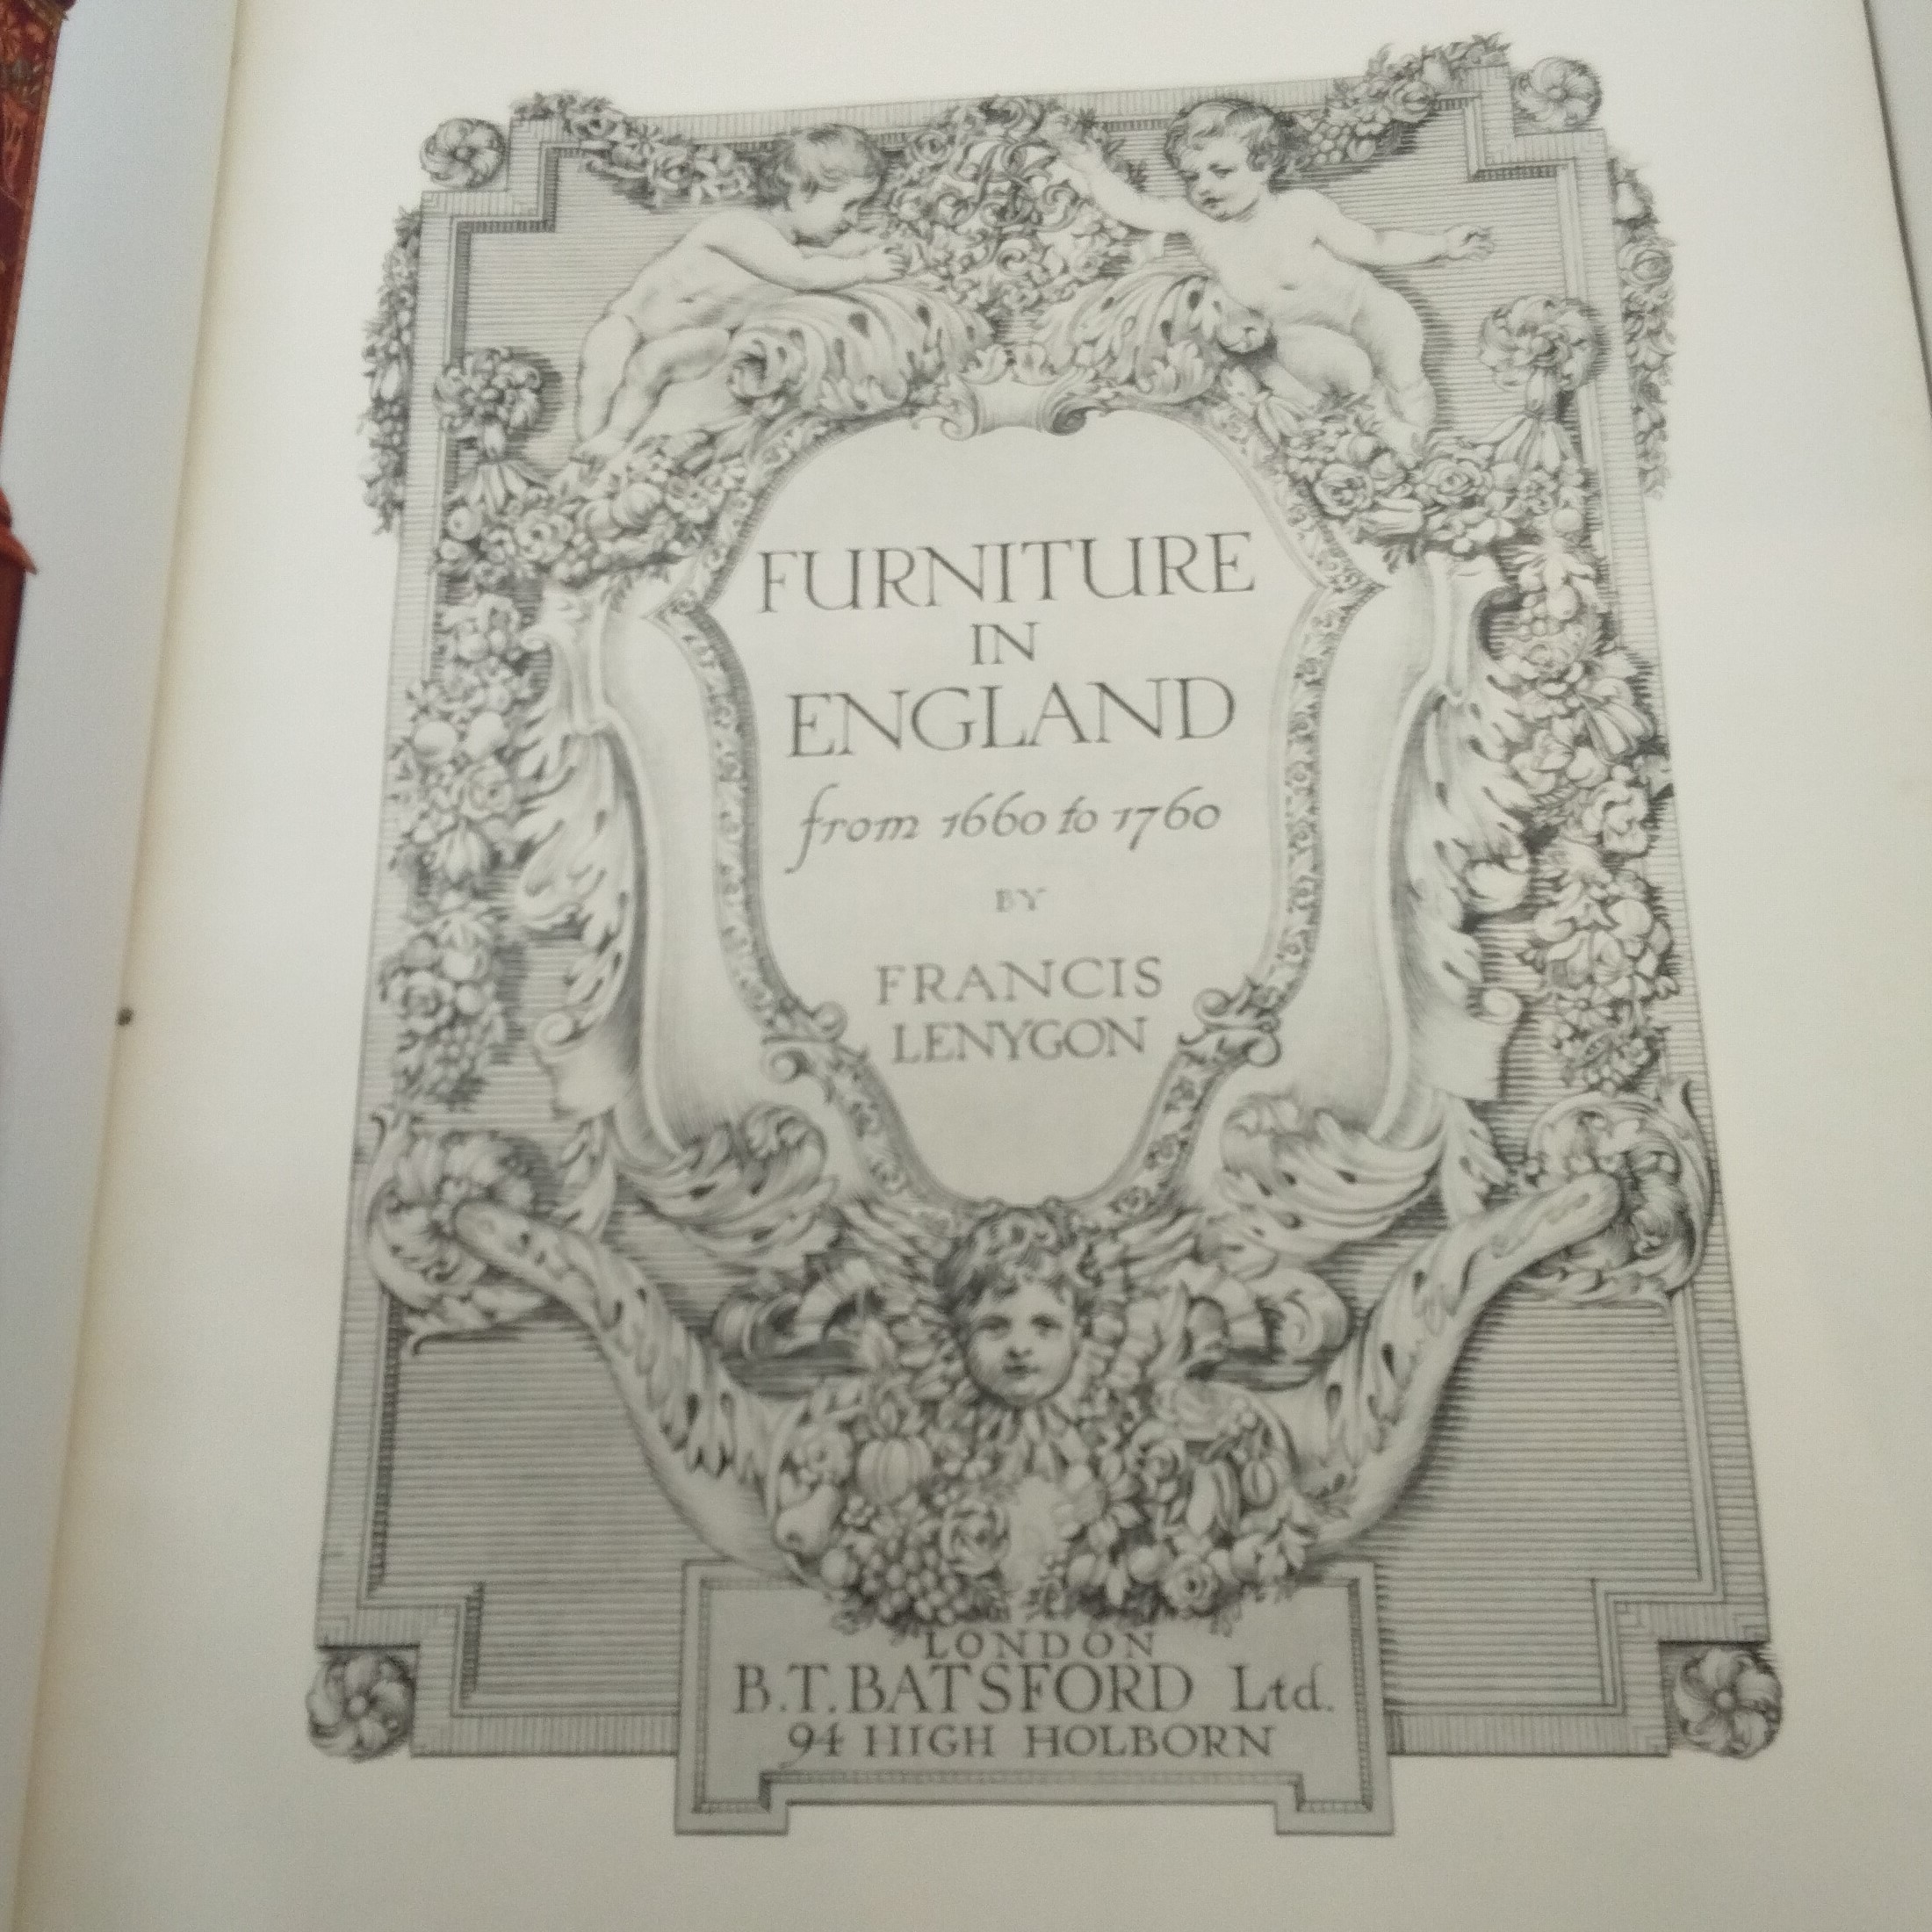 FURNITURE
IN
ENGLAND
from 1660 to 1760
BY
FRANCIS
LENYGON
LONDON
B.T.BATSFORD Ltd.
94 HIGH HOLBORN